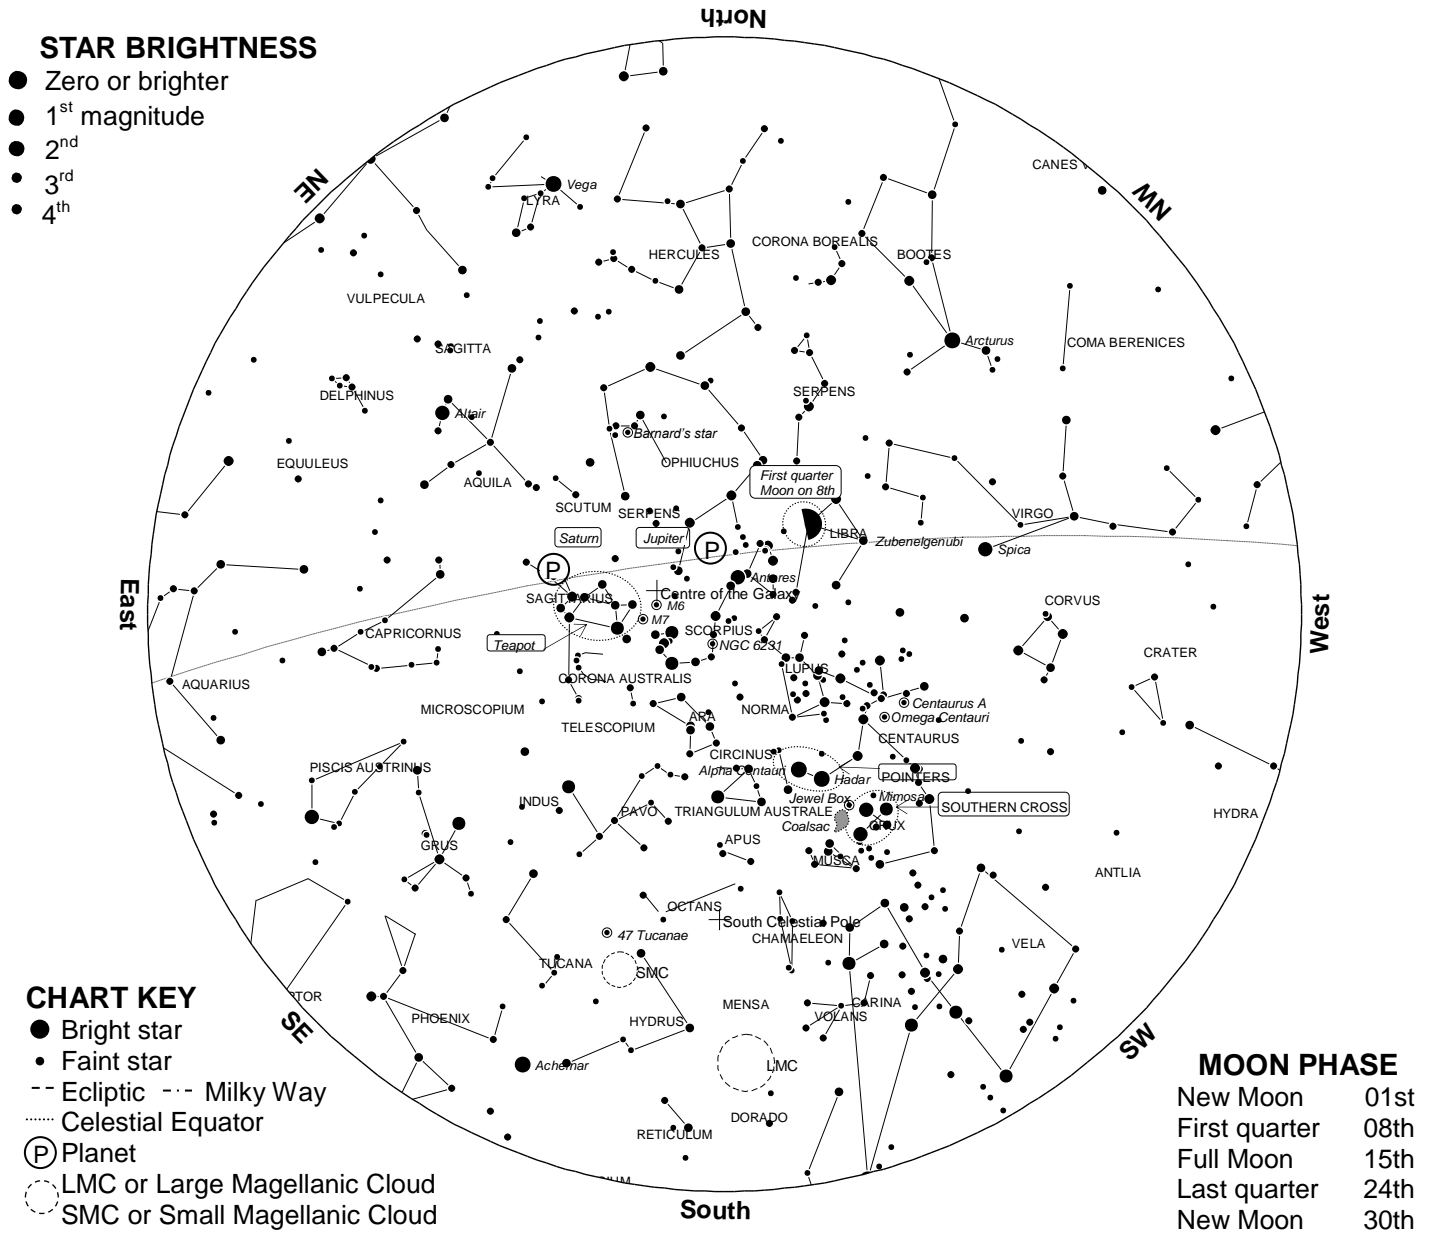 North
STAR BRIGHTNESS
Zero or brighter
1st magnitude
2nd
3rd
4th
NE
NW
CANES V
Vega
LYRA
HERCULES
CORONA BOREALIS
BOOTES
VULPECULA
SAGITTA
Arcturus
COMA BERENICES
DELPHINUS
SERPENS
Altair
Barnard's star
EQUULEUS
OPHIUCHUS
AQUILA
First quarter
Moon on 8th
SCUTUM
SERPENS
VIRGO
Saturn
Jupiter
LIBRA
Zubenelgenubi
Spica
P
P
Antares
East
SAGITTARIUS
Centre of the Galaxy
M6
CORVUS
West
M7
CAPRICORNUS
SCORPIUS
Teapot
NGC 6231
CRATER
LUPUS
AQUARIUS
CORONA AUSTRALIS
MICROSCOPIUM
NORMA
Centaurus A
ARA
Omega Centauri
TELESCOPIUM
CENTAURUS
CIRCINUS
PISCIS AUSTRINUS
Alpha Centauri
Hadar
POINTERS
INDUS
Jewel Box
Mimosa
SOUTHERN CROSS
PAVO
TRIANGULUM AUSTRALE
HYDRA
Coalsac
CRUX
GRUS
APUS
MUSCA
ANTLIA
OCTANS
South Celestial Pole
47 Tucanae
CHAMAELEON
VELA
TUCANA
SMC
CHART KEY
PTOR
SE
MENSA
CARINA
PHOENIX
HYDRUS
VOLANS
SW
Bright star
Faint star
Ecliptic
Milky Way
Celestial Equator
P
Planet
LMC or Large Magellanic Cloud
SMC or Small Magellanic Cloud
Achernar
LMC
DORADO
RETICULUM
IUM
South
MOON PHASE
New Moon 01st
First quarter 08th
Full Moon 15th
Last quarter 24th
New Moon 30th